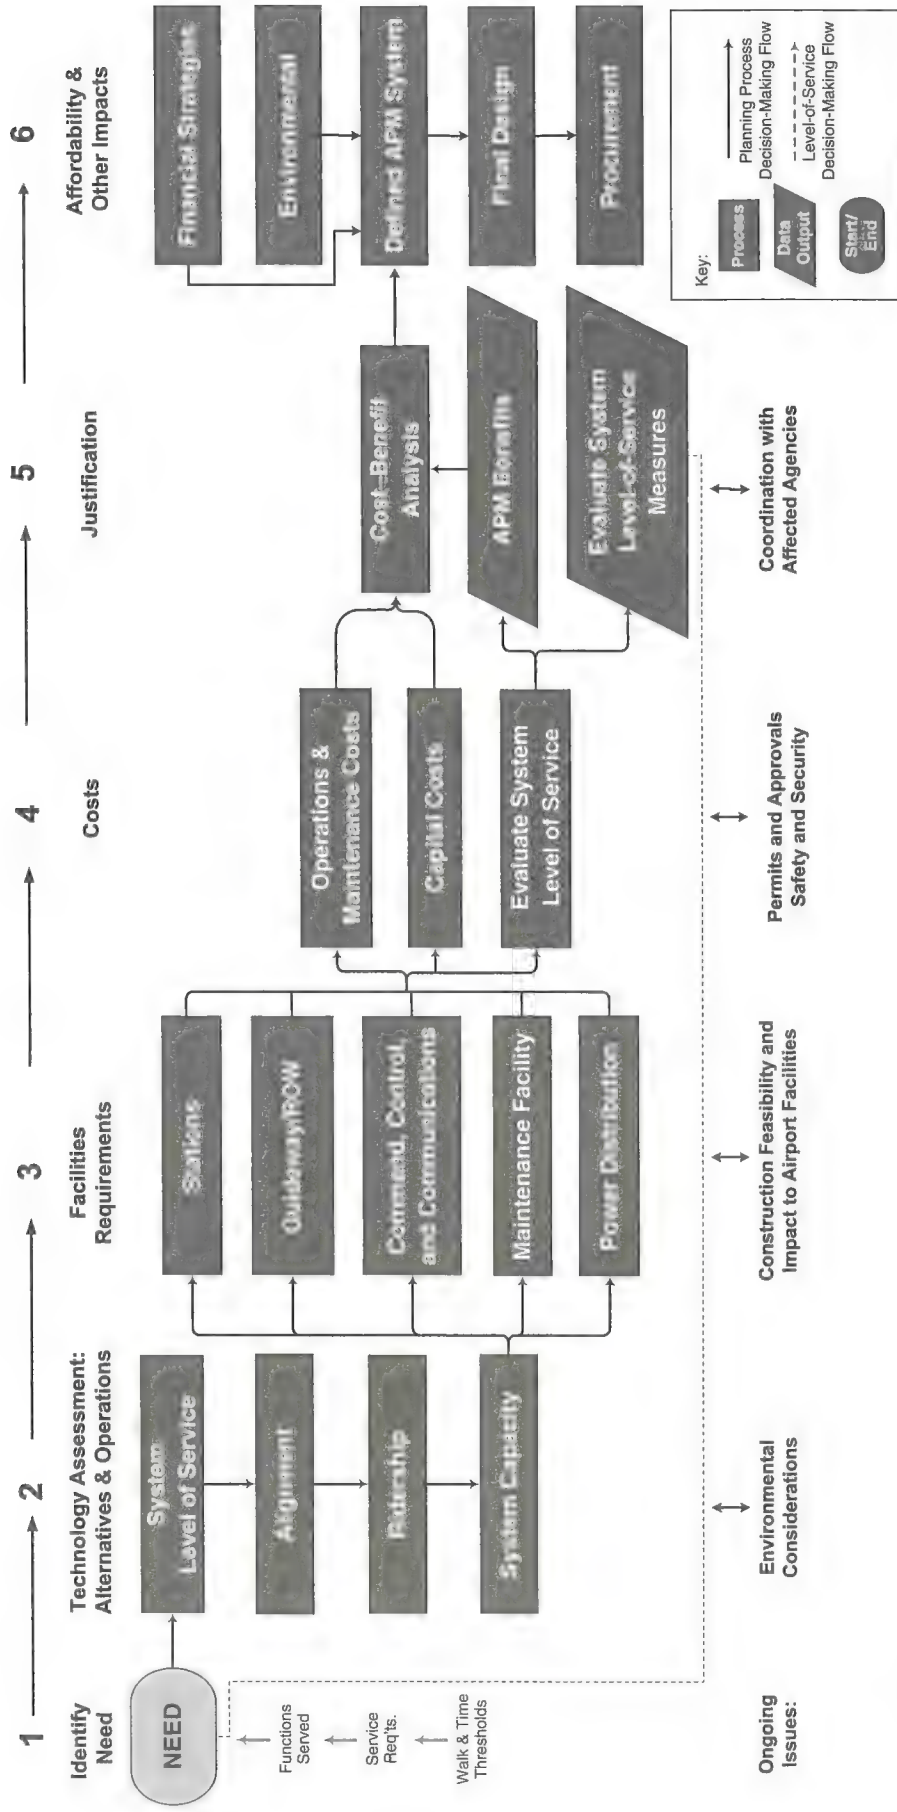 1
2
3
4
5
6
Identify
Need
Technology Assessment:
Alternatives & Operations
Facilities
Requirements
Costs
Justification
Affordability &
Other Impacts
NEED
Functions
Served
Service
Req'ts.
Walk & Time
Thresholds
System
Level of Service
Alignment
Ridership
System Capacity
Stations
Guideway/ROW
Command, Control,
and Communications
Maintenance Facility
Power Distribution
Operations &
Maintenance Costs
Capital Costs
Evaluate System
Level of Service
Cost-Benefit
Analysis
APM Benefits
Evaluate System
Level-of-Service
Measures
Financial Strategies
Environmental
Defined APM System
Final Design
Procurement
Ongoing
Issues:
Environmental
Considerations
Construction Feasibility and
Impact to Airport Facilities
Permits and Approvals
Safety and Security
Coordination with
Affected Agencies
Key:
Process
Data
Output
Start/
End
Planning Process
Decision-Making Flow
Level-of-Service
Decision-Making Flow